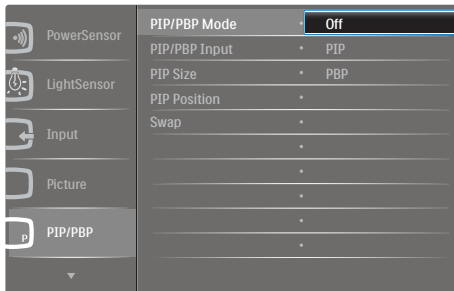 PowerSensor
LightSensor
Input
Picture
P
PIP/PBP
PIP/PBP Mode
Off
PIP/PBP Input
PIP
PIP Size
PBP
PIP Position
Swap